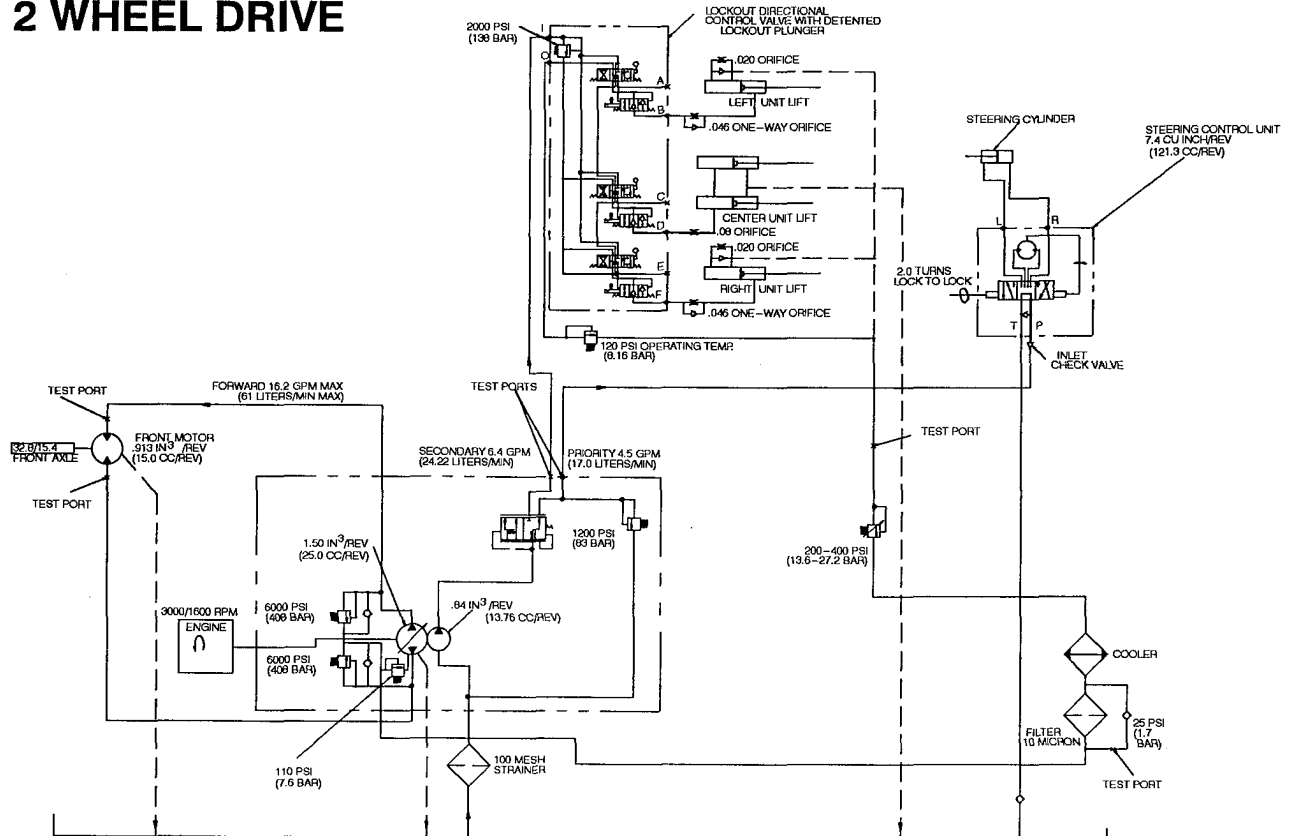 2 WHEEL DRIVE
LOCKOUT DIRECTIONAL
CONTROL VALVE WITH DETENTED
LOCKOUT PLUNGER
2000 PSI
(138 BAR)
O
A
B
C
D
E
F
.020 ORIFICE
LEFT UNIT LIFT
.046 ONE-WAY ORIFICE
CENTER UNIT LIFT
.08 ORIFICE
.020 ORIFICE
RIGHT UNIT LIFT
.046 ONE-WAY ORIFICE
120 PSI OPERATING TEMP.
(8.16 BAR)
STEERING CYLINDER
STEERING CONTROL UNIT
7.4 CU INCH/REV
(121.3 CC/REV)
L
R
2.0 TURNS
LOCK TO LOCK
T
P
INLET
CHECK VALVE
TEST PORT
FORWARD 16.2 GPM MAX
(61 LITERS/MIN MAX)
TEST PORTS
FRONT MOTOR
.913 IN3 /REV
(15.0 CC/REV)
32.8/15.4
FRONT AXLE
TEST PORT
SECONDARY 6.4 GPM
(24.22 LITERS/MIN)
PRIORITY 4.5 GPM
(17.0 LITERS/MIN)
TEST PORT
1.50 IN3/REV
(25.0 CC/REV)
1200 PSI
(83 BAR)
200-400 PSI
(13.6-27.2 BAR)
3000/1600 RPM
ENGINE
6000 PSI
(408 BAR)
6000 PSI
(408 BAR)
.84 IN3 /REV
(13.76 CC/REV)
COOLER
FILTER
10 MICRON
25 PSI
(1.7
BAR)
110 PSI
(7.6 BAR)
100 MESH
STRAINER
TEST PORT